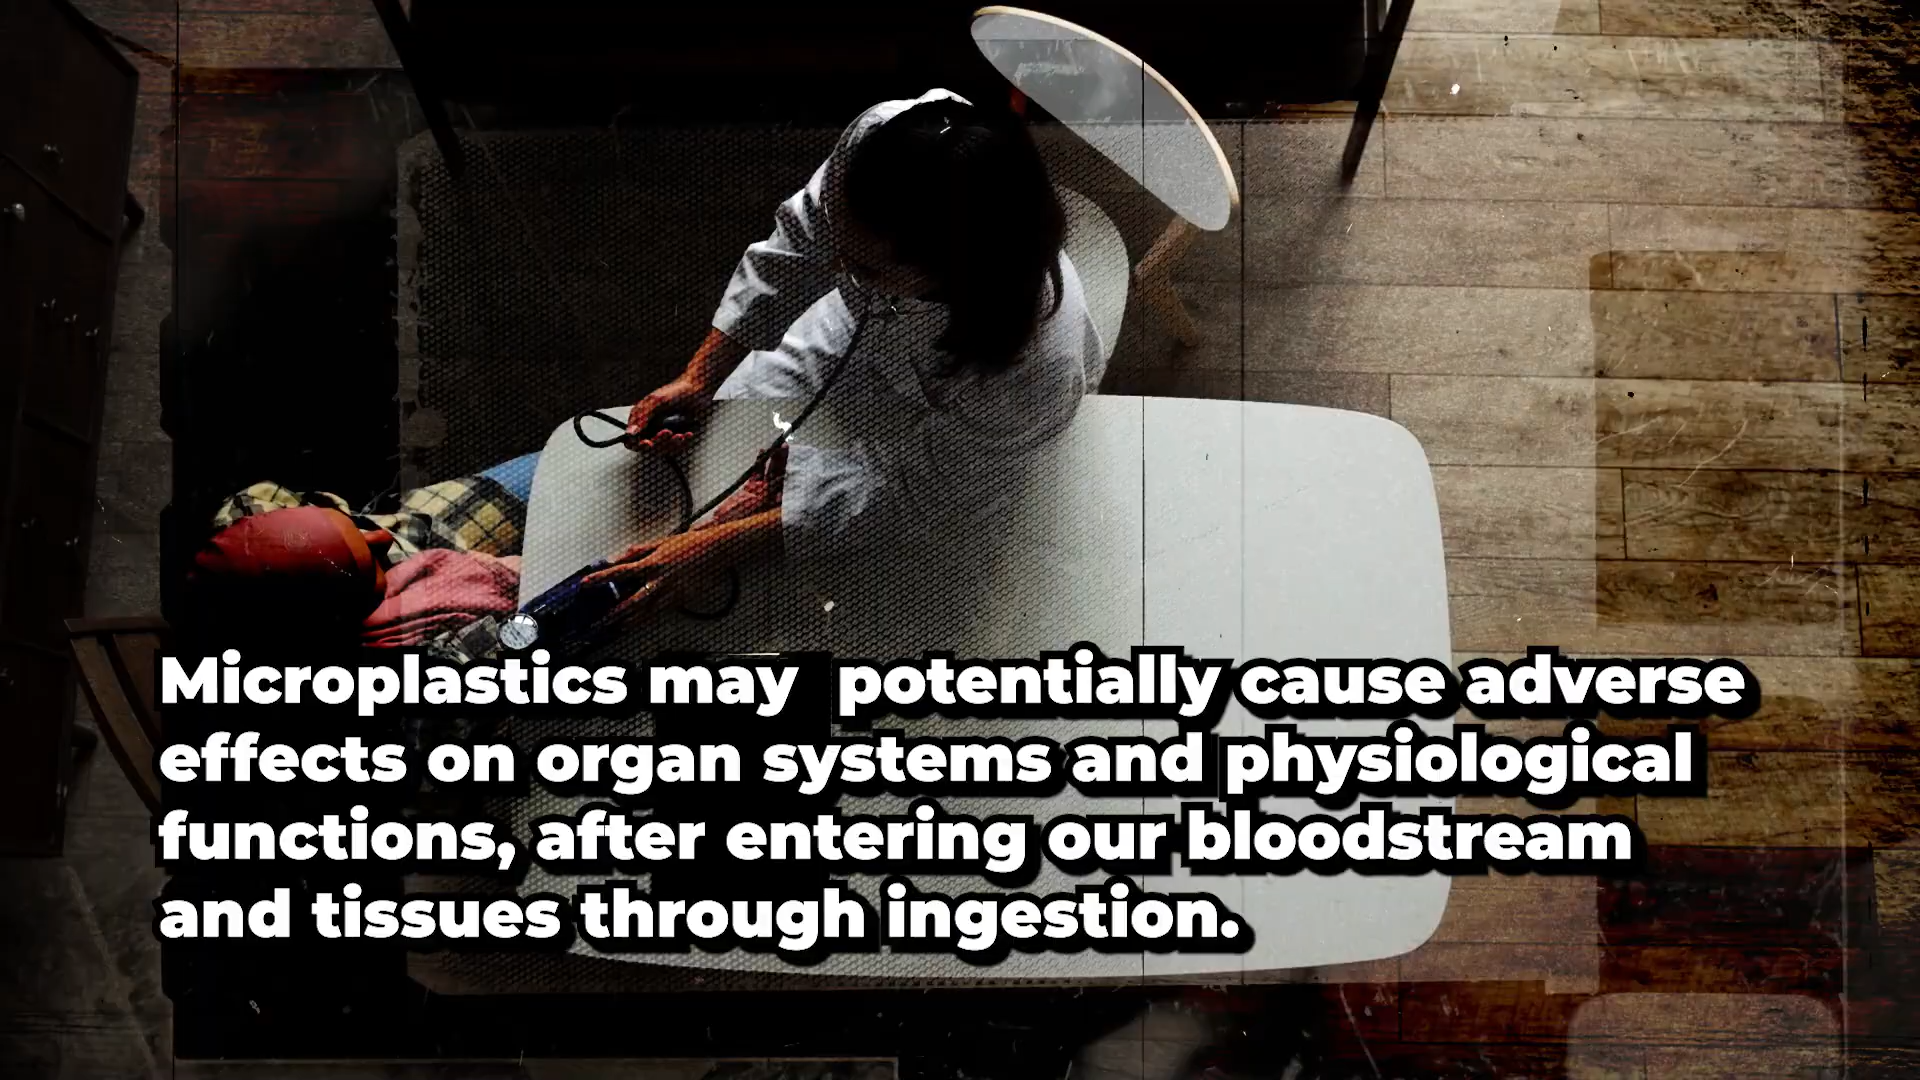 Microplastics may  potentially cause adverse
effects on organ systems and physiological
functions, after entering our bloodstream
and tissues through ingestion.